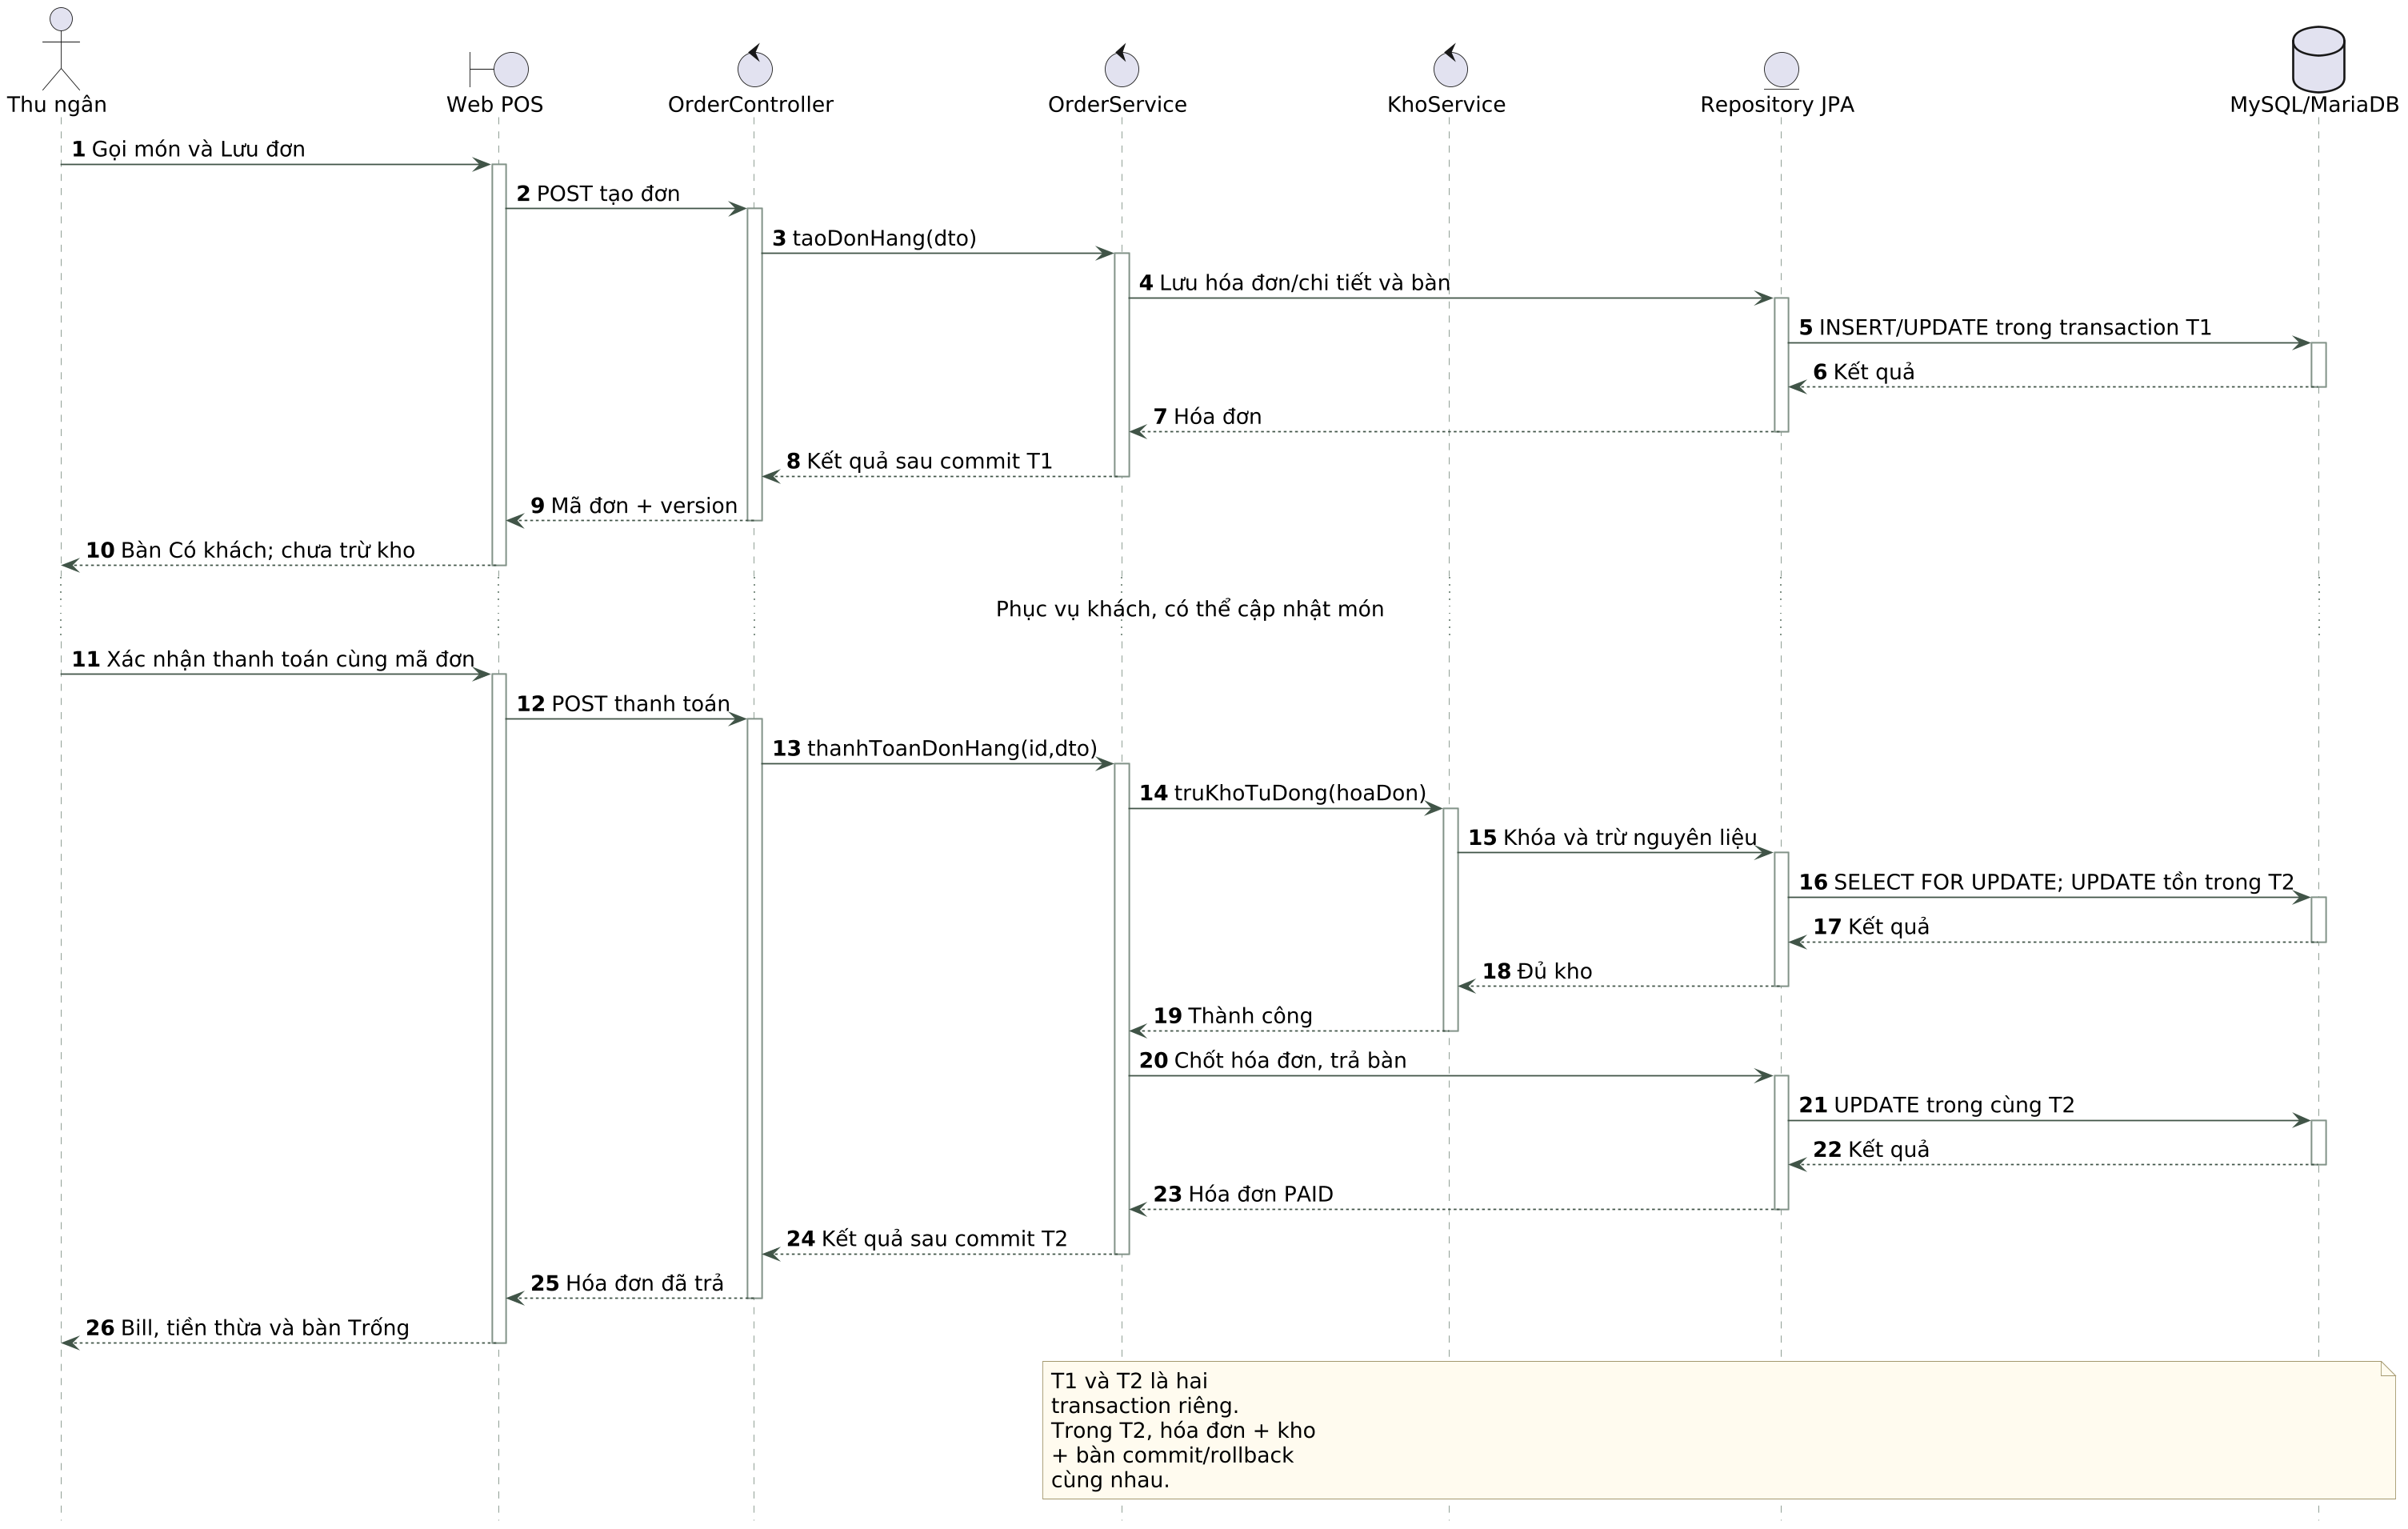 Thu ngân
Web POS
OrderController
OrderService
KhoService
Repository JPA
MySQL/MariaDB
1 Gọi món và Lưu đơn
2 POST tạo đơn
3 taoDonHang(dto)
4 Lưu hóa đơn/chi tiết và bàn
5 INSERT/UPDATE trong transaction T1
6 Kết quả
7 Hóa đơn
8 Kết quả sau commit T1
9 Mã đơn + version
10 Bàn Có khách; chưa trừ kho
Phục vụ khách, có thể cập nhật món
11 Xác nhận thanh toán cùng mã đơn
12 POST thanh toán
13 thanhToanDonHang(id,dto)
14 truKhoTuDong(hoaDon)
15 Khóa và trừ nguyên liệu
16 SELECT FOR UPDATE; UPDATE tồn trong T2
17 Kết quả
18 Đủ kho
19 Thành công
20 Chốt hóa đơn, trả bàn
21 UPDATE trong cùng T2
22 Kết quả
23 Hóa đơn PAID
24 Kết quả sau commit T2
25 Hóa đơn đã trả
26 Bill, tiền thừa và bàn Trống
T1 và T2 là hai
transaction riêng.
Trong T2, hóa đơn + kho
+ bàn commit/rollback
cùng nhau.